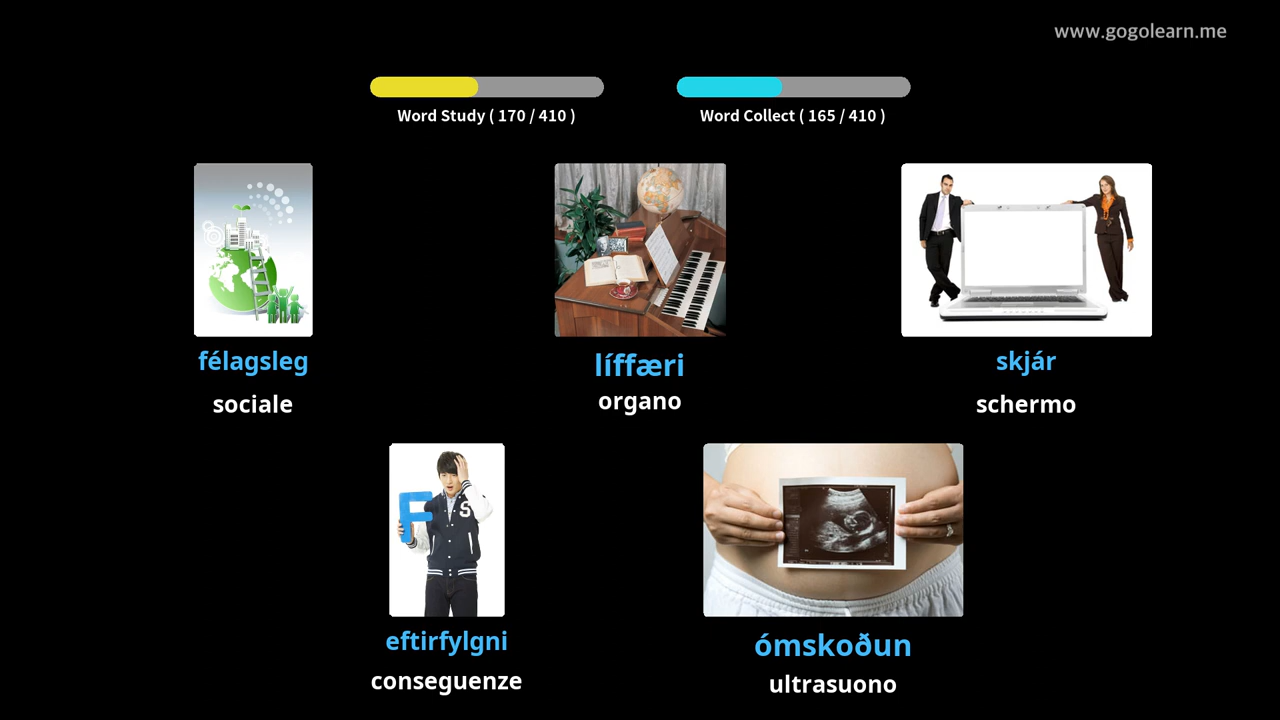 www.gogolearn.me
Word Study ( 170 / 410 )
Word Collect ( 165 / 410 )
félagsleg
sociale
líffæri
organo
skjár
schermo
F
S
eftirfylgni
conseguenze
ómskoðun
ultrasuono